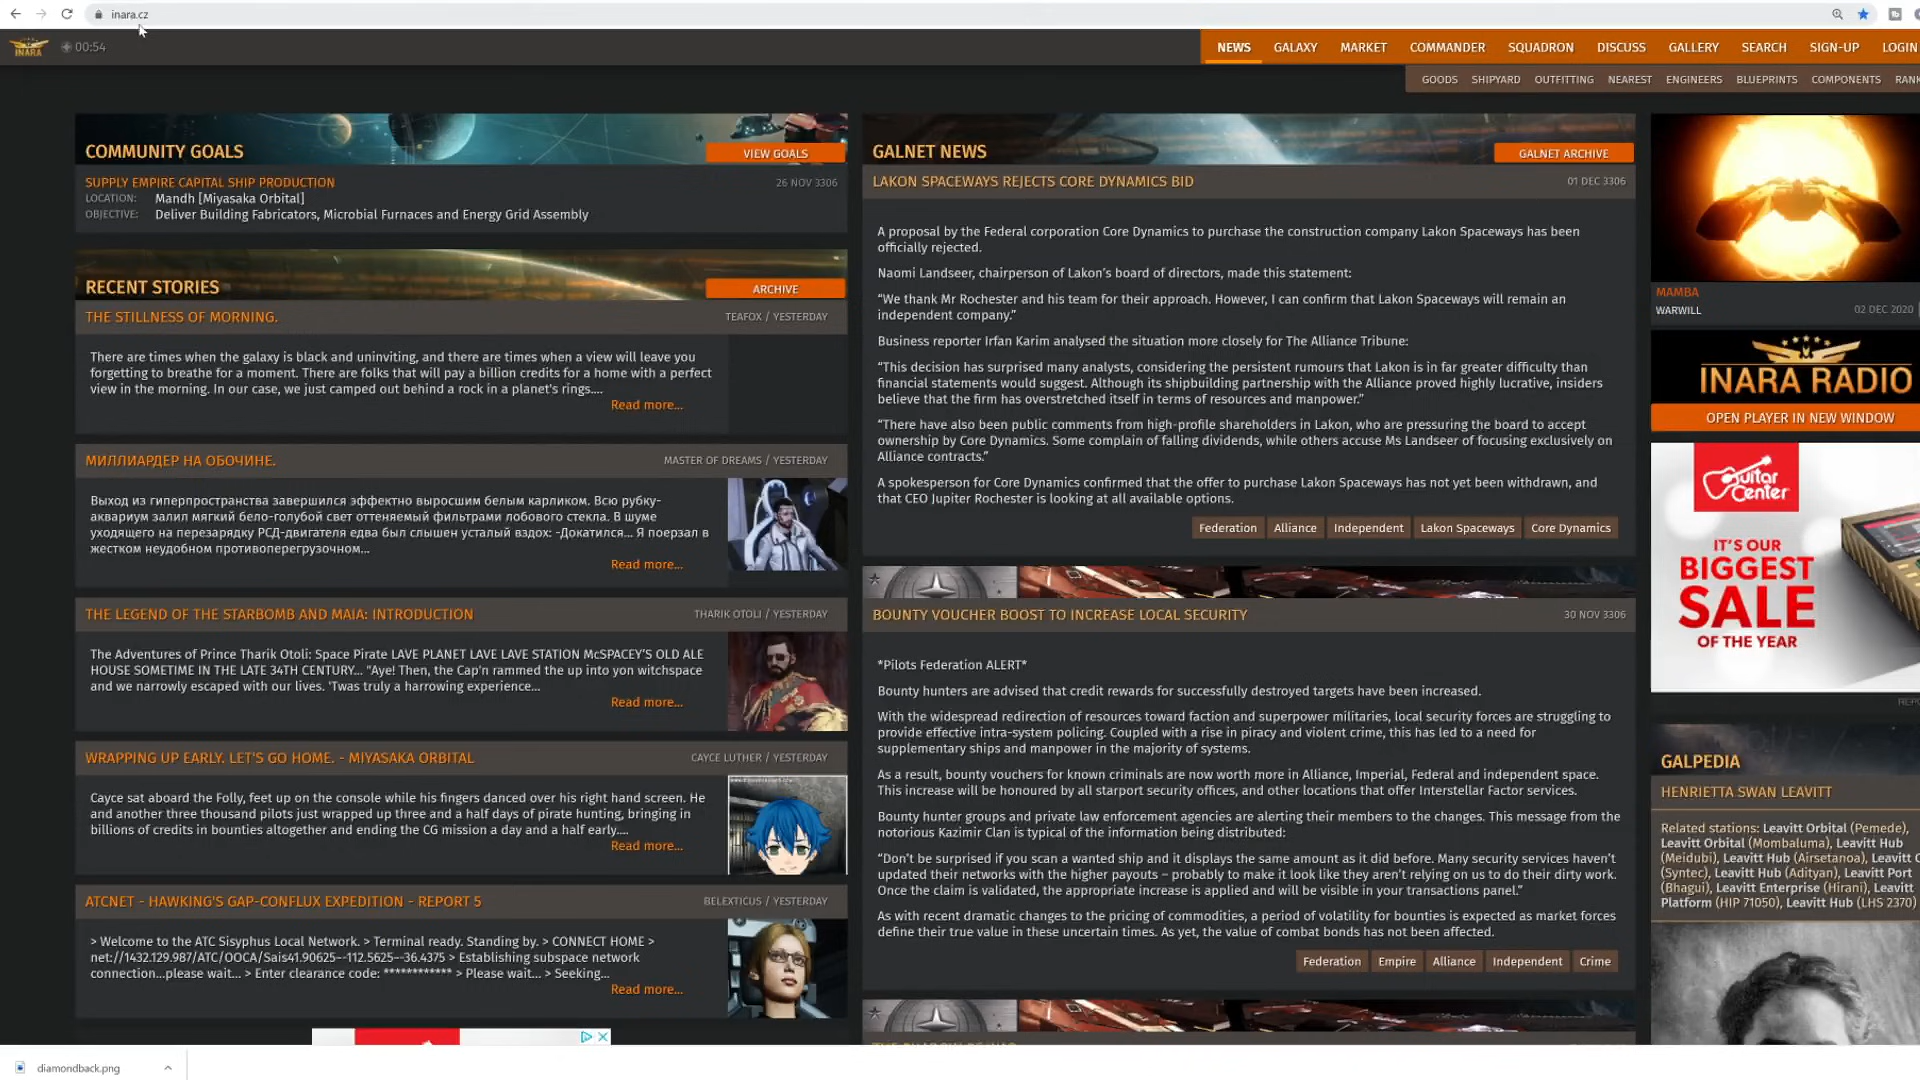 inara.cz
INARA
00:54
NEWS GALAXY MARKET COMMANDER SQUADRON DISCUSS GALLERY SEARCH SIGN-UP LOGIN
GOODS SHIPYARD OUTFITTING NEAREST ENGINEERS BLUEPRINTS COMPONENTS RANK
COMMUNITY GOALS
VIEW GOALS
SUPPLY EMPIRE CAPITAL SHIP PRODUCTION 26 NOV 3306
LOCATION: Mandh [Miyasaka Orbital]
OBJECTIVE: Deliver Building Fabricators, Microbial Furnaces and Energy Grid Assembly
RECENT STORIES
ARCHIVE
THE STILLNESS OF MORNING. TEAFOX / YESTERDAY
There are times when the galaxy is black and uninviting, and there are times when a view will leave you
forgetting to breathe for a moment. There are folks that will pay a billion credits for a home with a perfect
view in the morning. In our case, we just camped out behind a rock in a planet's rings....
Read more...
МИЛЛИАРДЕР НА ОБОЧИНЕ. MASTER OF DREAMS / YESTERDAY
Выход из гиперпространства завершился эффектно выросшим белым карликом. Всю рубку-
аквариум залил мягкий бело-голубой свет оттеняемый фильтрами лобового стекла. В шуме
уходящего на перезарядку РСД-двигателя едва был слышен усталый вздох: -Докатился... Я поерзал в
жестком неудобном противоперегрузочном...
Read more...
THE LEGEND OF THE STARBOMB AND MAIA: INTRODUCTION THARIK OTOLI / YESTERDAY
The Adventures of Prince Tharik Otoli: Space Pirate LAVE PLANET LAVE LAVE STATION McSPACEY'S OLD ALE
HOUSE SOMETIME IN THE LATE 34TH CENTURY... "Aye! Then, the Cap'n rammed the up into yon witchspace
and we narrowly escaped with our lives. 'Twas truly a harrowing experience...
Read more...
WRAPPING UP EARLY. LET'S GO HOME. - MIYASAKA ORBITAL CAYCE LUTHER / YESTERDAY
Cayce sat aboard the Folly, feet up on the console while his fingers danced over his right hand screen. He
and another three thousand pilots just wrapped up three and a half days of pirate hunting, bringing in
billions of credits in bounties altogether and ending the CG mission a day and a half early....
Read more...
ATCNET - HAWKING'S GAP-CONFLUX EXPEDITION - REPORT 5 BELEXTICUS / YESTERDAY
> Welcome to the ATC Sisyphus Local Network. > Terminal ready. Standing by. > CONNECT HOME >
net://1432.129.987/ATC/OOCA/Sais41.90625--112.5625--36.4375 > Establishing subspace network
connection...please wait... > Enter clearance code: ************ > Please wait... > Seeking...
Read more...
GALNET NEWS
GALNET ARCHIVE
LAKON SPACEWAYS REJECTS CORE DYNAMICS BID 01 DEC 3306
A proposal by the Federal corporation Core Dynamics to purchase the construction company Lakon Spaceways has been
officially rejected.
Naomi Landseer, chairperson of Lakon's board of directors, made this statement:
“We thank Mr Rochester and his team for their approach. However, I can confirm that Lakon Spaceways will remain an
independent company.”
Business reporter Irfan Karim analysed the situation more closely for The Alliance Tribune:
“This decision has surprised many analysts, considering the persistent rumours that Lakon is in far greater difficulty than
financial statements would suggest. Although its shipbuilding partnership with the Alliance proved highly lucrative, insiders
believe that the firm has overstretched itself in terms of resources and manpower.”
“There have also been public comments from high-profile shareholders in Lakon, who are pressuring the board to accept
ownership by Core Dynamics. Some complain of falling dividends, while others accuse Ms Landseer of focusing exclusively on
Alliance contracts.”
A spokesperson for Core Dynamics confirmed that the offer to purchase Lakon Spaceways has not yet been withdrawn, and
that CEO Jupiter Rochester is looking at all available options.
Federation Alliance Independent Lakon Spaceways Core Dynamics
BOUNTY VOUCHER BOOST TO INCREASE LOCAL SECURITY 30 NOV 3306
*Pilots Federation ALERT*
Bounty hunters are advised that credit rewards for successfully destroyed targets have been increased.
With the widespread redirection of resources toward faction and superpower militaries, local security forces are struggling to
provide effective intra-system policing. Coupled with a rise in piracy and violent crime, this has led to a need for
supplementary ships and manpower in the majority of systems.
As a result, bounty vouchers for known criminals are now worth more in Alliance, Imperial, Federal and independent space.
This increase will be honoured by all starport security offices, and other locations that offer Interstellar Factor services.
Bounty hunter groups and private law enforcement agencies are alerting their members to the changes. This message from the
notorious Kazimir Clan is typical of the information being distributed:
“Don't be surprised if you scan a wanted ship and it displays the same amount as it did before. Many security services haven't
updated their networks with the higher payouts – probably to make it look like they aren't relying on us to do their dirty work.
Once the claim is validated, the appropriate increase is applied and will be visible in your transactions panel.”
As with recent dramatic changes to the pricing of commodities, a period of volatility for bounties is expected as market forces
define their true value in these uncertain times. As yet, the value of combat bonds has not been affected.
Federation Empire Alliance Independent Crime
MAMBA
WARWILL 02 DEC 2020
INARA RADIO
OPEN PLAYER IN NEW WINDOW
Guitar
Center
IT'S OUR
BIGGEST
SALE
OF THE YEAR
GALPEDIA
HENRIETTA SWAN LEAVITT
Related stations: Leavitt Orbital (Pemede),
Leavitt Orbital (Mombaluma), Leavitt Hub
(Meidubi), Leavitt Hub (Airsetanoa), Leavitt
(Syntec), Leavitt Hub (Adityan), Leavitt Port
(Bhagui), Leavitt Enterprise (Hirani), Leavitt
Platform (HIP 71050), Leavitt Hub (LHS 2370)
diamondback.png